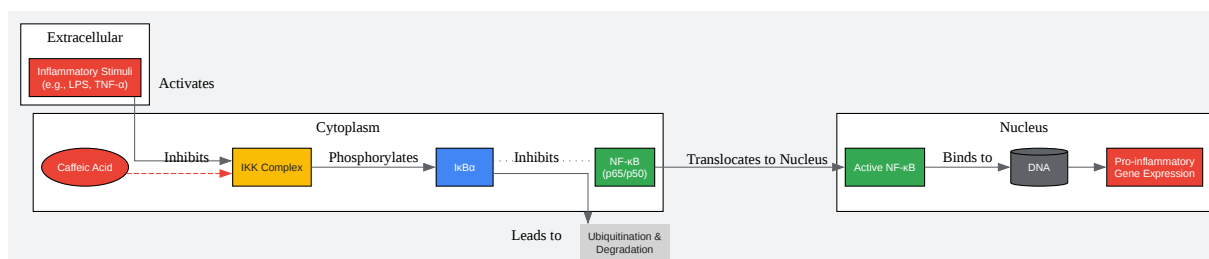 Extracellular
Inflammatory Stimuli
(e.g., LPS, TNF-α)
Activates
Cytoplasm
Caffeic Acid
Inhibits
IKK Complex
Phosphorylates
IκBα
Inhibits
NF-κB
(p65/p50)
Translocates to Nucleus
Leads to
Ubiquitination &
Degradation
Nucleus
Active NF-κB
Binds to
DNA
Pro-inflammatory
Gene Expression